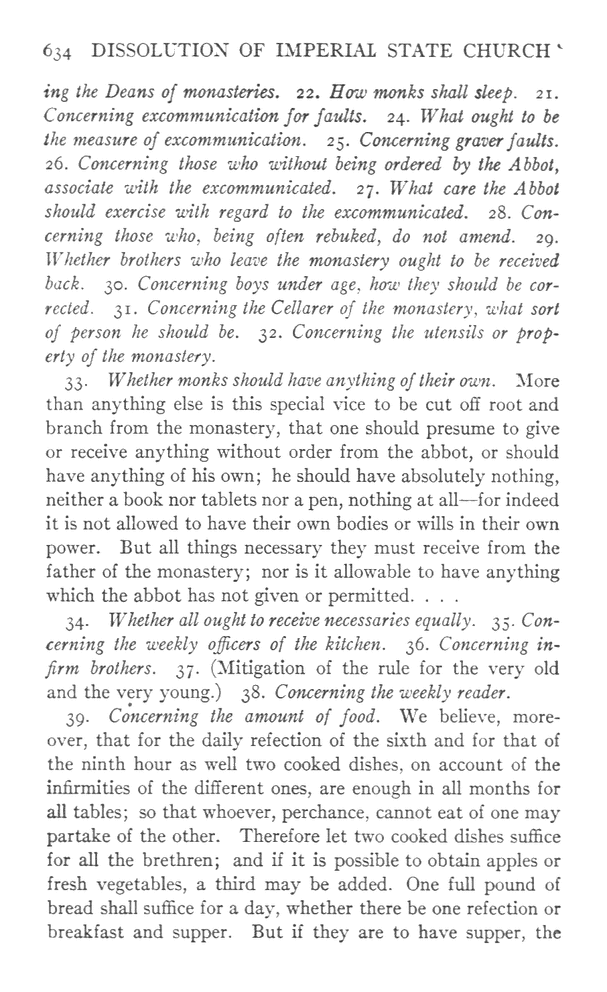 634 DISSOLUTION OF IMPERIAL STATE CHURCH
ing the Deans of monasteries. 22. How monks shall sleep. 21.
Concerning excommunication for faults. 24. What ought to be
the measure of excommunication. 25. Concerning graver faults.
26. Concerning those who without being ordered by the Abbot,
associate with the excommunicated. 27. What care the Abbot
should exercise with regard to the excommunicated. 28. Con-
cerning those who, being often rebuked, do not amend. 29.
Whether brothers who leave the monastery ought to be received
back. 30. Concerning boys under age, how they should be cor-
rected. 31. Concerning the Cellarer of the monastery, what sort
of person he should be. 32. Concerning the utensils or prop-
erty of the monastery.
33. Whether monks should have anything of their own. More
than anything else is this special vice to be cut off root and
branch from the monastery, that one should presume to give
or receive anything without order from the abbot, or should
have anything of his own; he should have absolutely nothing,
neither a book nor tablets nor a pen, nothing at all—for indeed
it is not allowed to have their own bodies or wills in their own
power. But all things necessary they must receive from the
father of the monastery; nor is it allowable to have anything
which the abbot has not given or permitted. . . .
34. Whether all ought to receive necessaries equally. 35. Con-
cerning the weekly officers of the kitchen. 36. Concerning in-
firm brothers. 37. (Mitigation of the rule for the very old
and the very young.) 38. Concerning the weekly reader.
39. Concerning the amount of food. We believe, more-
over, that for the daily refection of the sixth and for that of
the ninth hour as well two cooked dishes, on account of the
infirmities of the different ones, are enough in all months for
all tables; so that whoever, perchance, cannot eat of one may
partake of the other. Therefore let two cooked dishes suffice
for all the brethren; and if it is possible to obtain apples or
fresh vegetables, a third may be added. One full pound of
bread shall suffice for a day, whether there be one refection or
breakfast and supper. But if they are to have supper, the